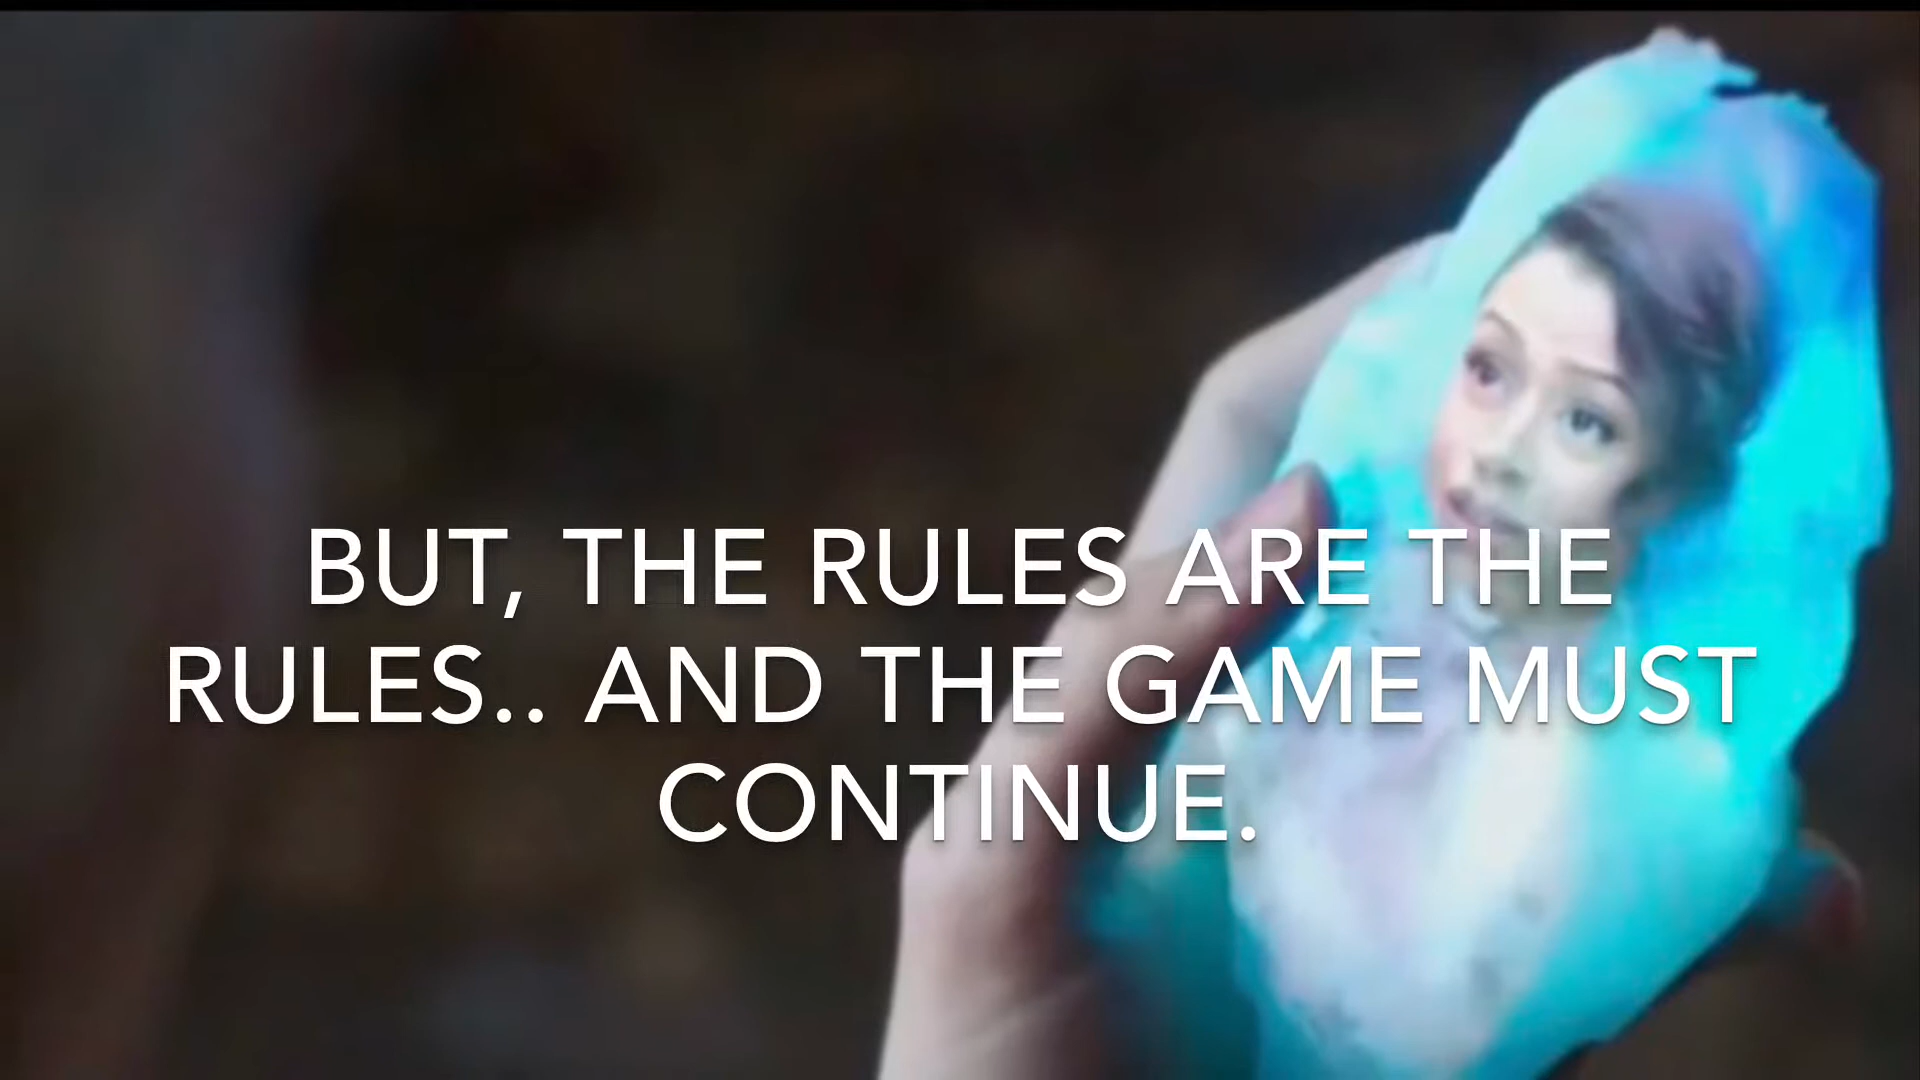 BUT, THE RULES ARE THE
RULES.. AND THE GAME MUST
CONTINUE.